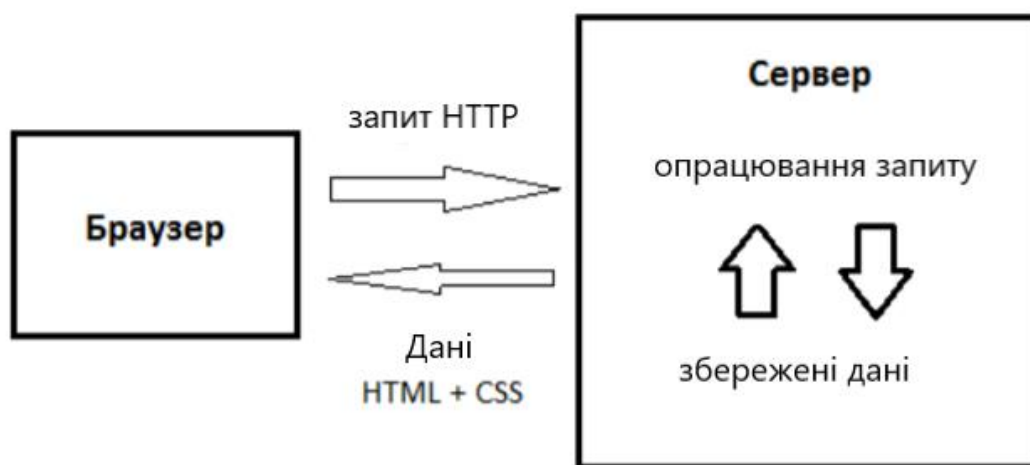 Браузер
запит HTTP
Дані
HTML + CSS
Сервер
опрацювання запиту
збережені дані